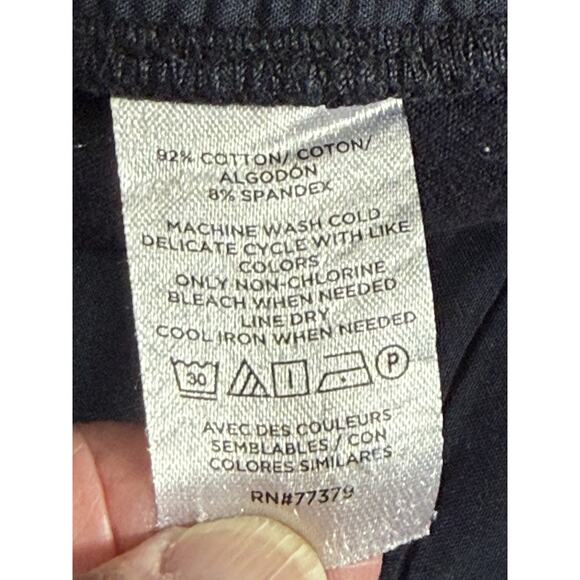 92% COTTON/ COTON/
ALGODÓN
8% SPANDEX
MACHINE WASH COLD
DELICATE CYCLE WITH LIKE
COLORS
ONLY NON-CHLORINE
BLEACH WHEN NEEDED
LINE DRY
COOL IRON WHEN NEEDED
30 P
AVEC DES COULEURS
SEMBLABLES / CON
COLORES SIMILARES
RN#77379